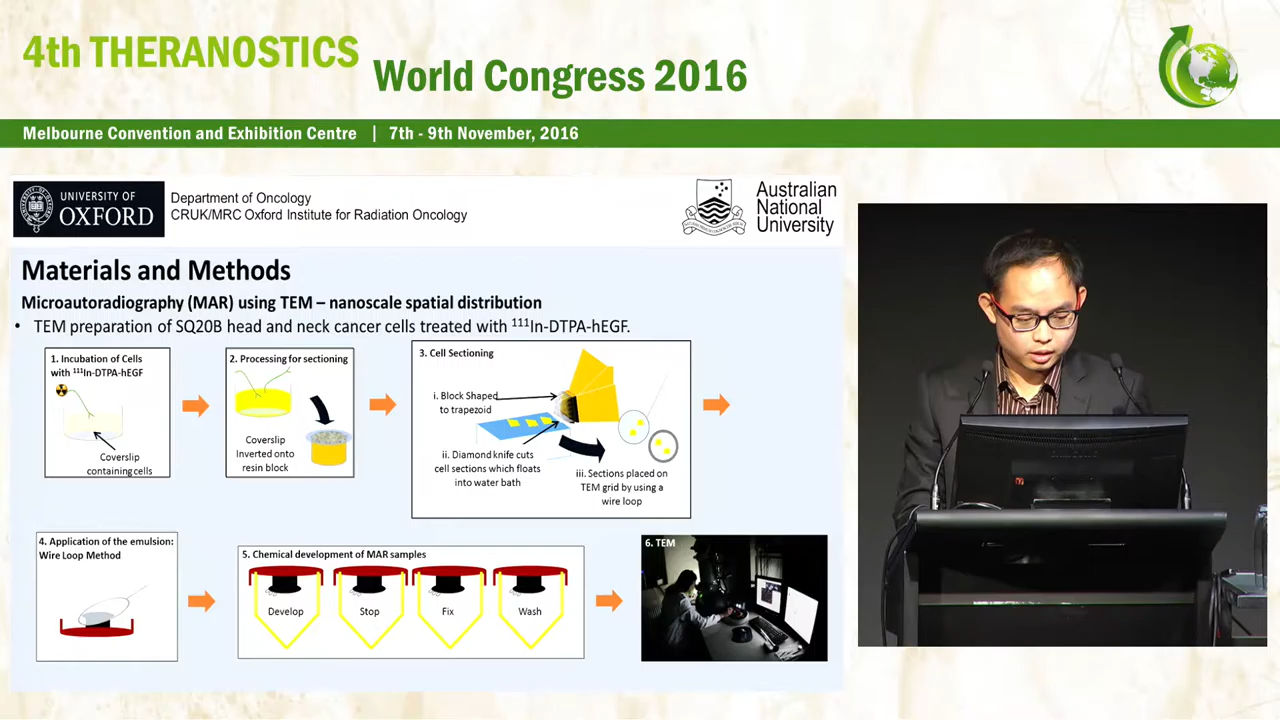 4th THERANOSTICS
World Congress 2016
Melbourne Convention and Exhibition Centre | 7th - 9th November, 2016
UNIVERSITY OF
OXFORD
Department of Oncology
CRUK/MRC Oxford Institute for Radiation Oncology
Australian
National
University
Materials and Methods
Microautoradiography (MAR) using TEM – nanoscale spatial distribution
• TEM preparation of SQ20B head and neck cancer cells treated with ¹¹¹In-DTPA-hEGF.
1. Incubation of Cells
with ¹¹¹In-DTPA-hEGF
Coverslip
containing cells
2. Processing for sectioning
Coverslip
Inverted onto
resin block
3. Cell Sectioning
i. Block Shaped
to trapezoid
ii. Diamond knife cuts
cell sections which floats
into water bath
iii. Sections placed on
TEM grid by using a
wire loop
4. Application of the emulsion:
Wire Loop Method
5. Chemical development of MAR samples
Develop
Stop
Fix
Wash
6. TEM